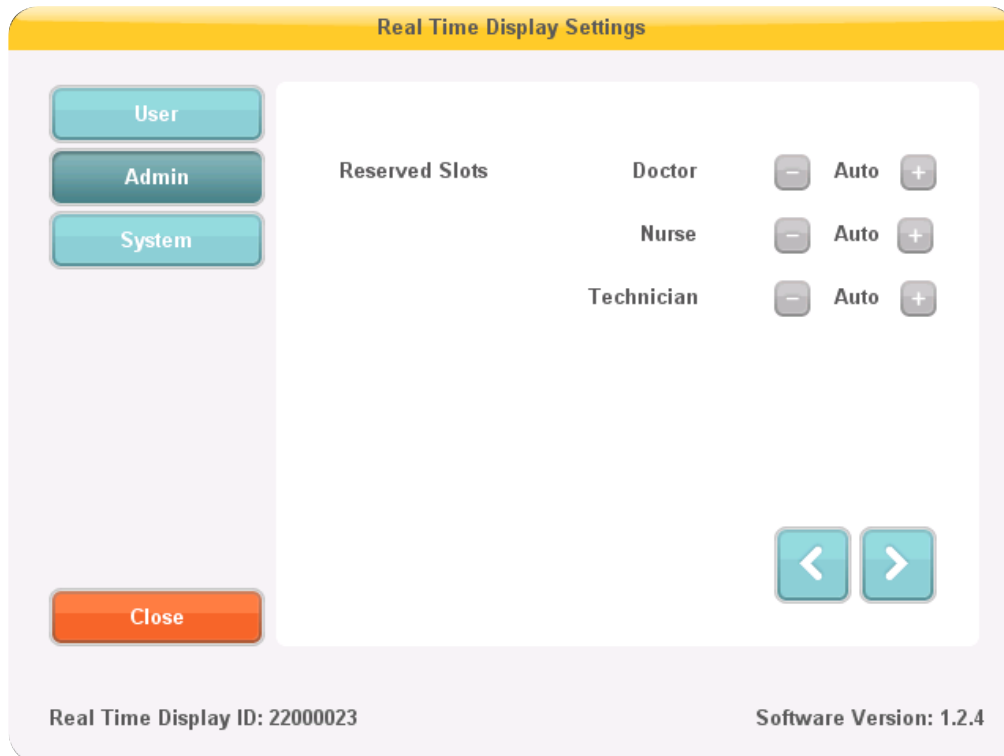 Real Time Display Settings
User
Admin
System
Reserved Slots Doctor - Auto +
Nurse - Auto +
Technician - Auto +
Close
Real Time Display ID: 22000023 Software Version: 1.2.4